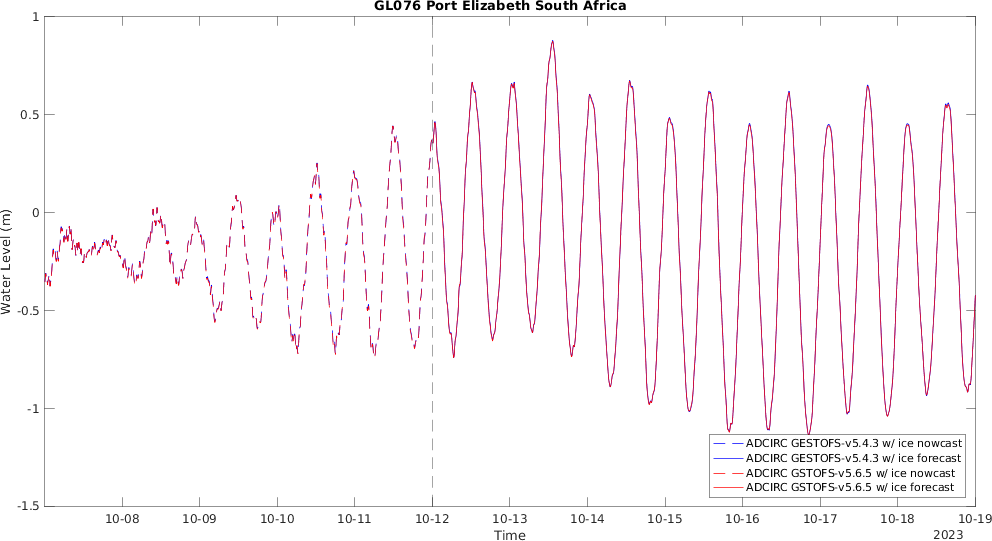 GL076 Port Elizabeth South Africa
1
0.5
0
-0.5
-1
-1.5
Water Level (m)
ADCIRC GESTOFS-v5.4.3 w/ ice nowcast
ADCIRC GESTOFS-v5.4.3 w/ ice forecast
ADCIRC GSTOFS-v5.6.5 w/ ice nowcast
ADCIRC GSTOFS-v5.6.5 w/ ice forecast
10-08 10-09 10-10 10-11 10-12 10-13 10-14 10-15 10-16 10-17 10-18 10-19
Time
2023